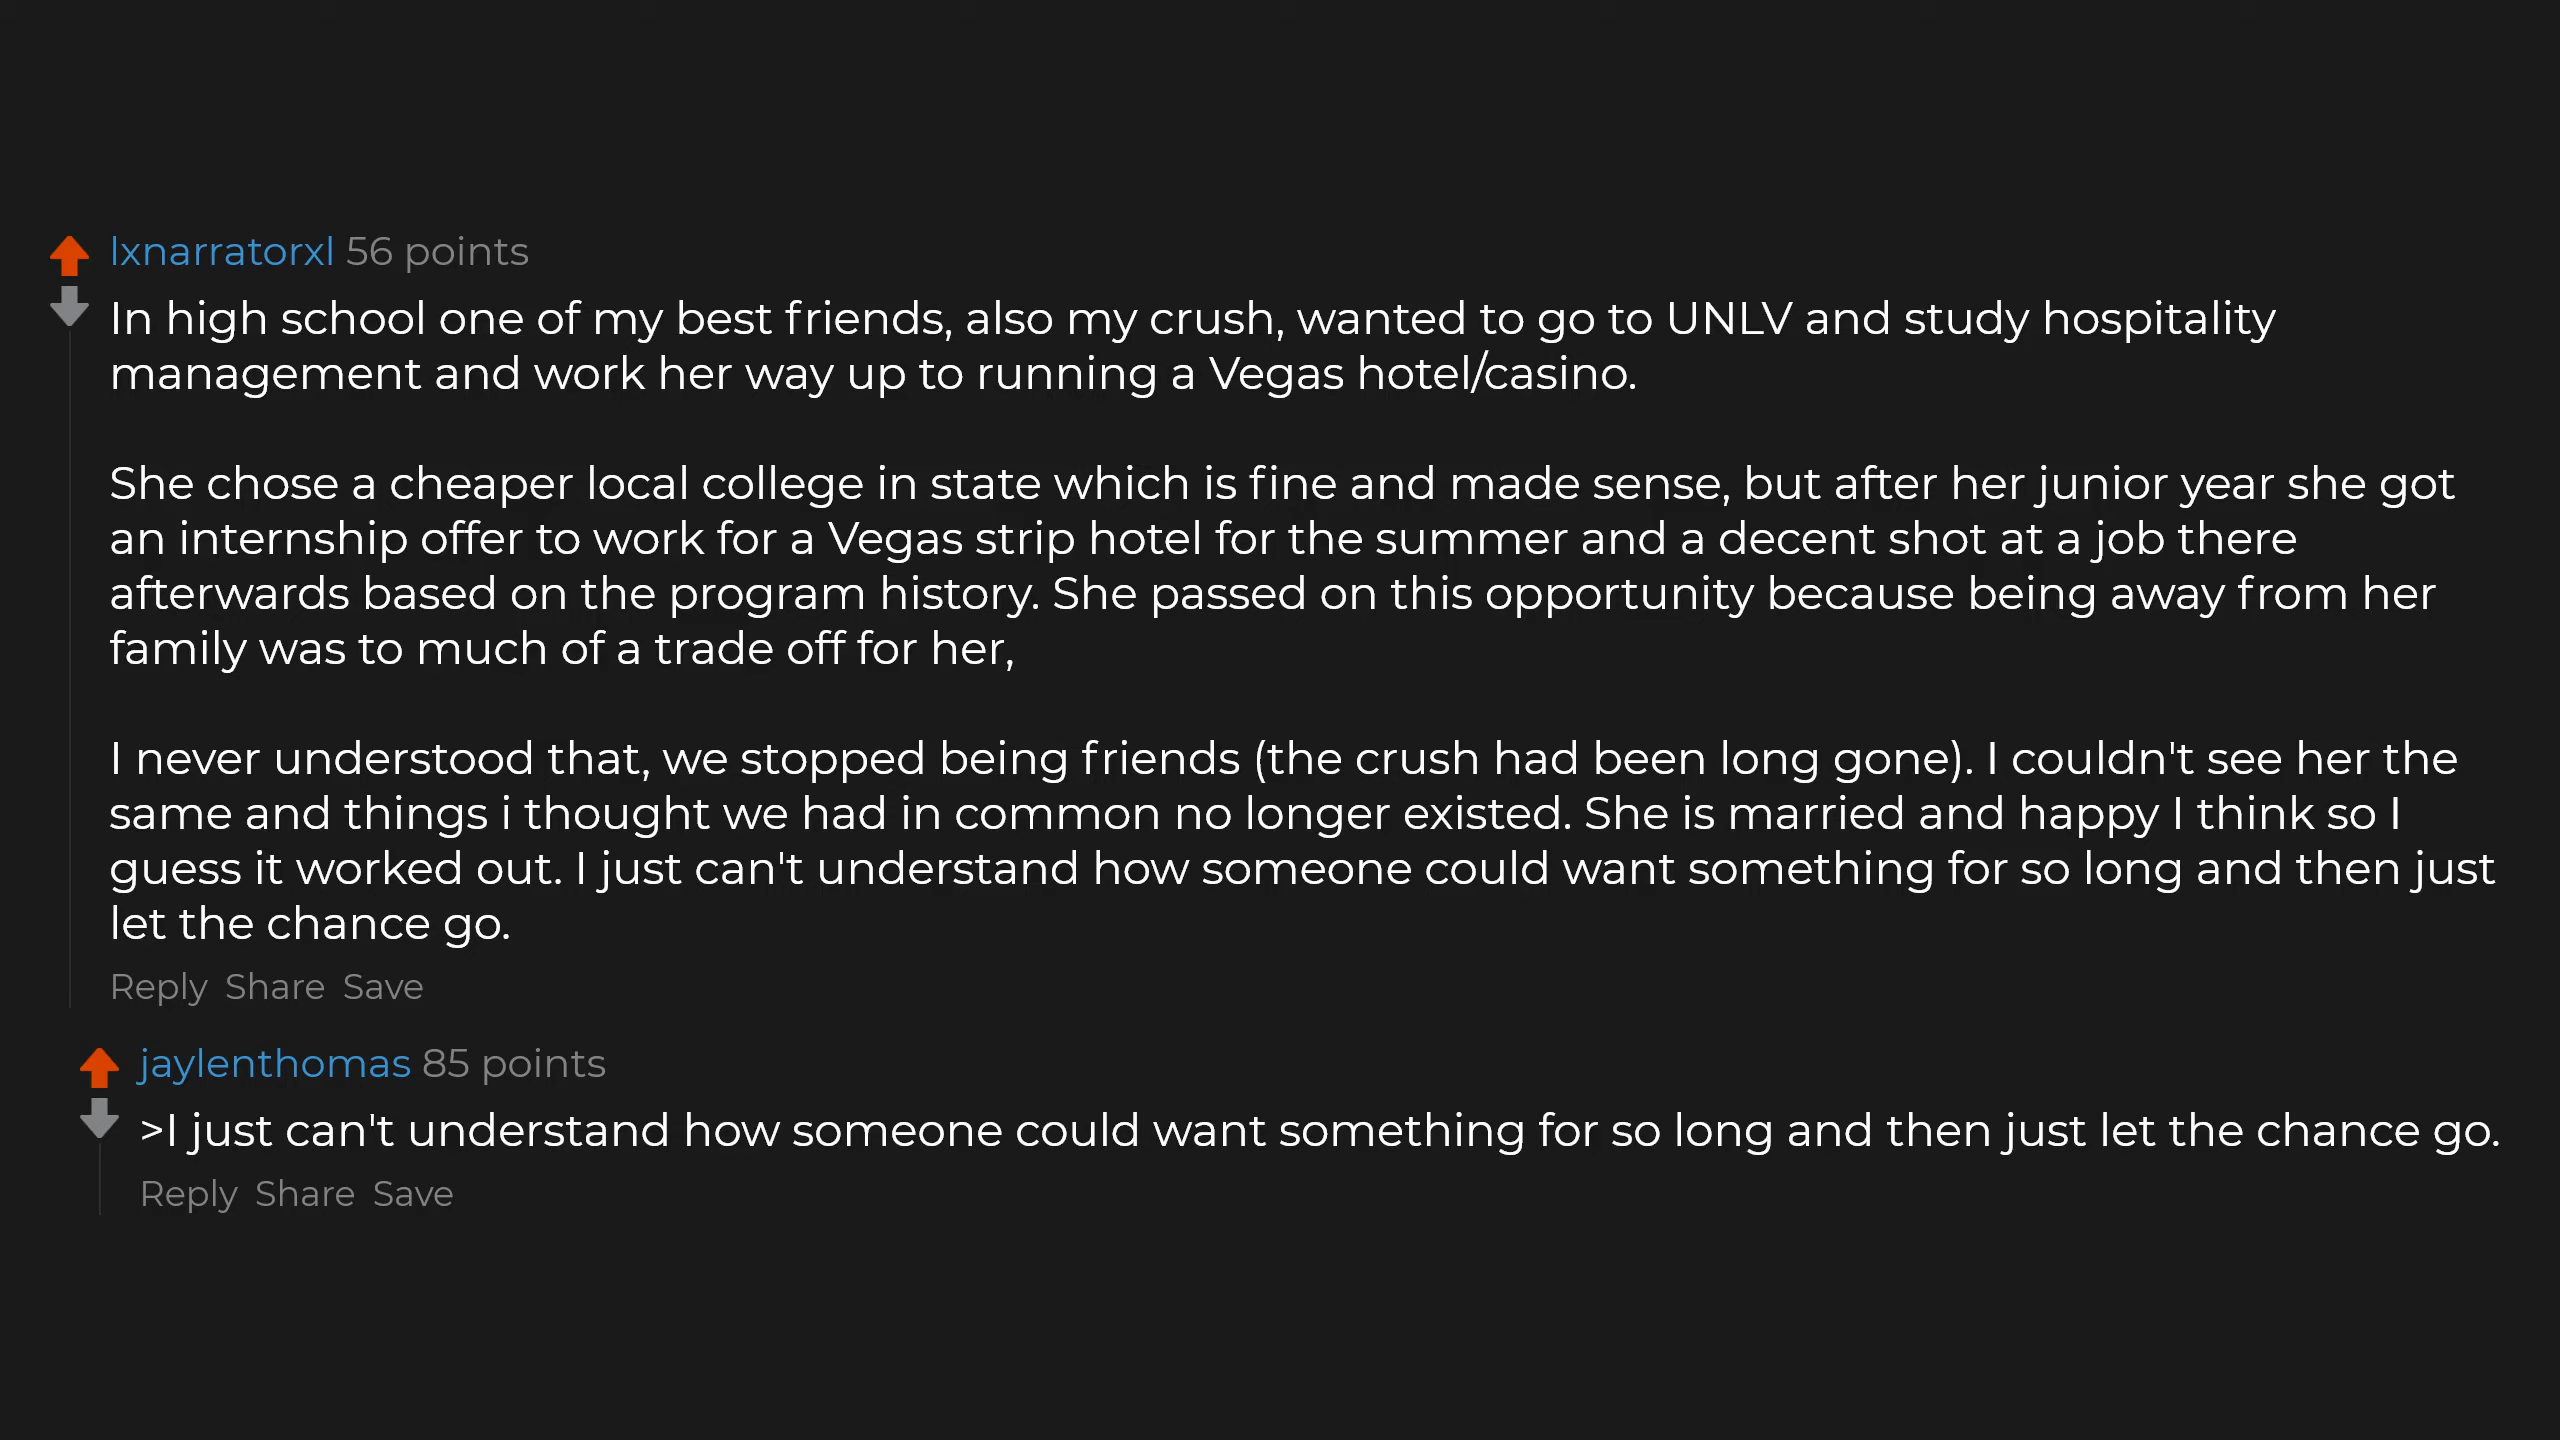 lxnarratorxl 56 points
In high school one of my best friends, also my crush, wanted to go to UNLV and study hospitality
management and work her way up to running a Vegas hotel/casino.
She chose a cheaper local college in state which is fine and made sense, but after her junior year she got
an internship offer to work for a Vegas strip hotel for the summer and a decent shot at a job there
afterwards based on the program history. She passed on this opportunity because being away from her
family was to much of a trade off for her,
I never understood that, we stopped being friends (the crush had been long gone). I couldn't see her the
same and things i thought we had in common no longer existed. She is married and happy I think so I
guess it worked out. I just can't understand how someone could want something for so long and then just
let the chance go.
Reply Share Save
jaylenthomas 85 points
>I just can't understand how someone could want something for so long and then just let the chance go.
Reply Share Save